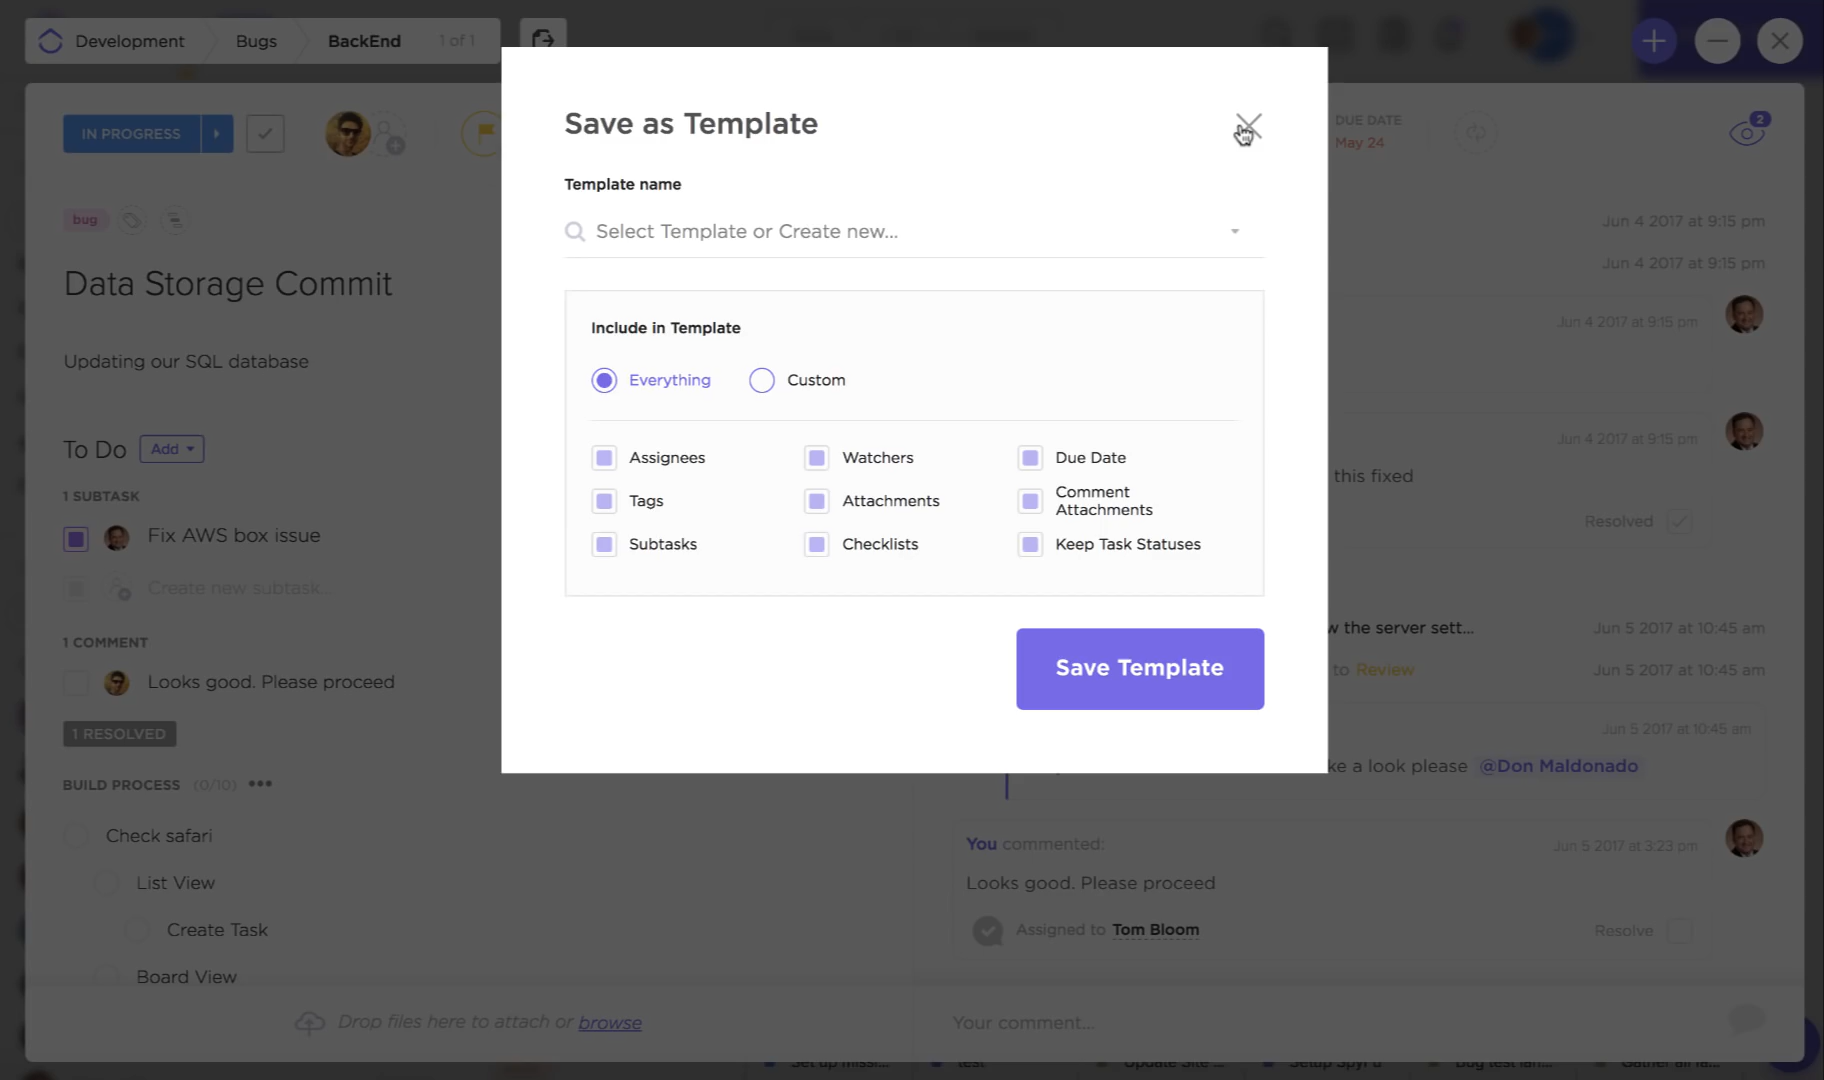 Development
Bugs
BackEnd
1 of 1
IN PROGRESS
DUE DATE
May 24
2
bug
Data Storage Commit
Updating our SQL database
To Do
Add
1 SUBTASK
Fix AWS box issue
Create new subtask...
1 COMMENT
Looks good. Please proceed
1 RESOLVED
BUILD PROCESS (0/10)
Check safari
List View
Create Task
Board View
Drop files here to attach or browse
Save as Template
Template name
Select Template or Create new...
Include in Template
Everything
Custom
Assignees
Watchers
Due Date
Tags
Attachments
Comment
Attachments
Subtasks
Checklists
Keep Task Statuses
Save Template
Jun 4 2017 at 9:15 pm
Jun 4 2017 at 9:15 pm
Jun 4 2017 at 9:15 pm
Jun 4 2017 at 9:15 pm
this fixed
Resolved
the server sett...
Jun 5 2017 at 10:45 am
to Review
Jun 5 2017 at 10:45 am
Jun 5 2017 at 10:45 am
a look please @Don Maldonado
You commented:
Jun 5 2017 at 3:23 pm
Looks good. Please proceed
Assigned to Tom Bloom
Resolve
Your comment...
test
Update Site